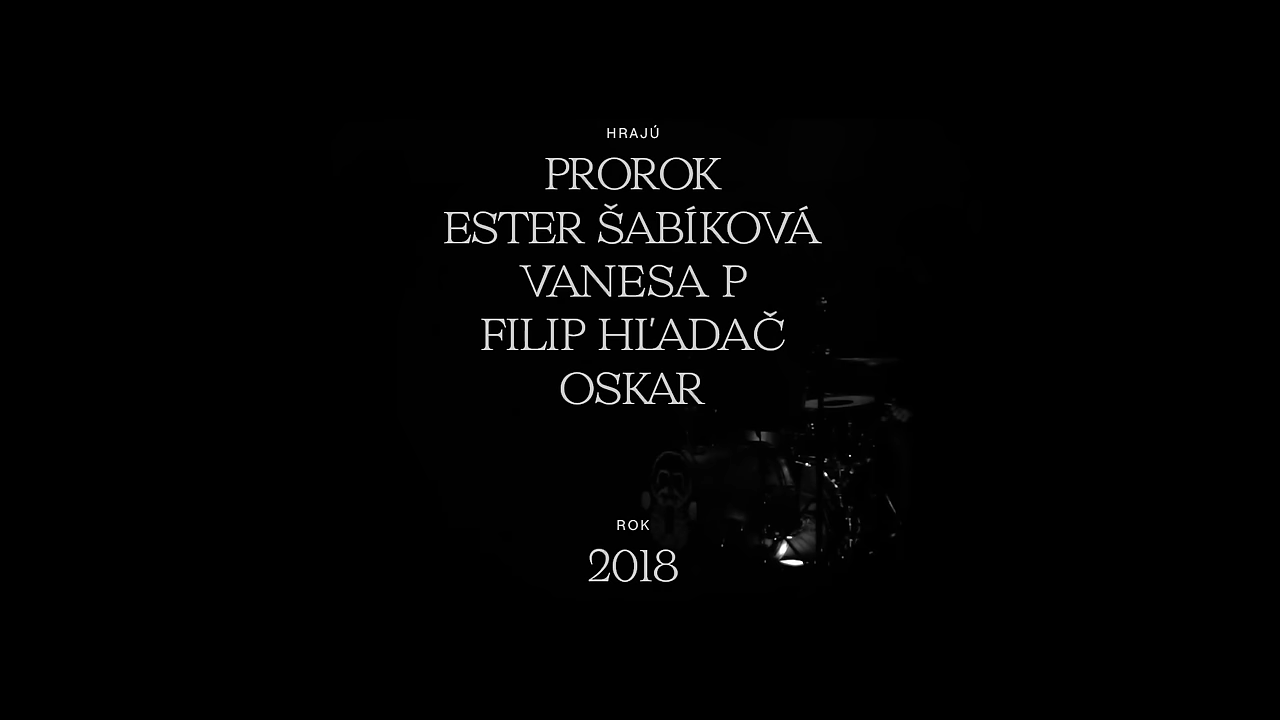 HRAJÚ
PROROK
ESTER ŠABÍKOVÁ
VANESA P
FILIP HĽADAČ
OSKAR
ROK
2018